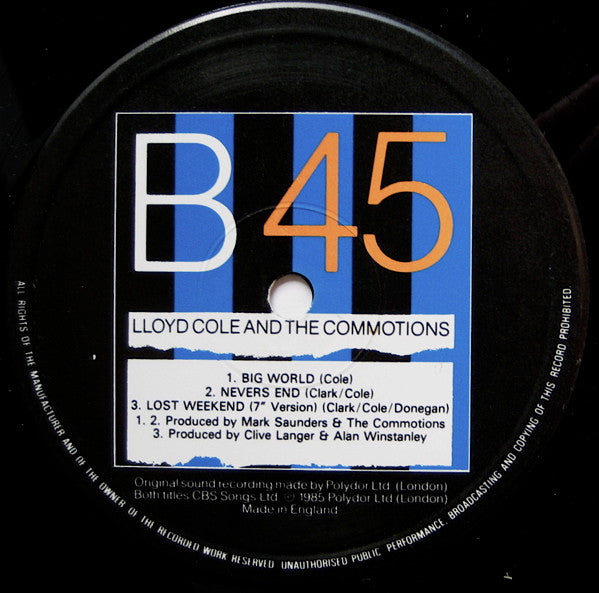 B 45
LLOYD COLE AND THE COMMOTIONS
1. BIG WORLD (Cole)
2. NEVERS END (Clark/Cole)
3. LOST WEEKEND (7" Version) (Clark/Cole/Donegan)
1. 2. Produced by Mark Saunders & The Commotions
3. Produced by Clive Langer & Alan Winstanley
Original sound recording made by Polydor Ltd (London)
Both titles CBS Songs Ltd ℗ 1985 Polydor Ltd (London)
Made in England
ALL RIGHTS OF THE MANUFACTURER AND OF THE OWNER OF THE RECORDED WORK RESERVED UNAUTHORISED PUBLIC PERFORMANCE, BROADCASTING AND COPYING OF THIS RECORD PROHIBITED.